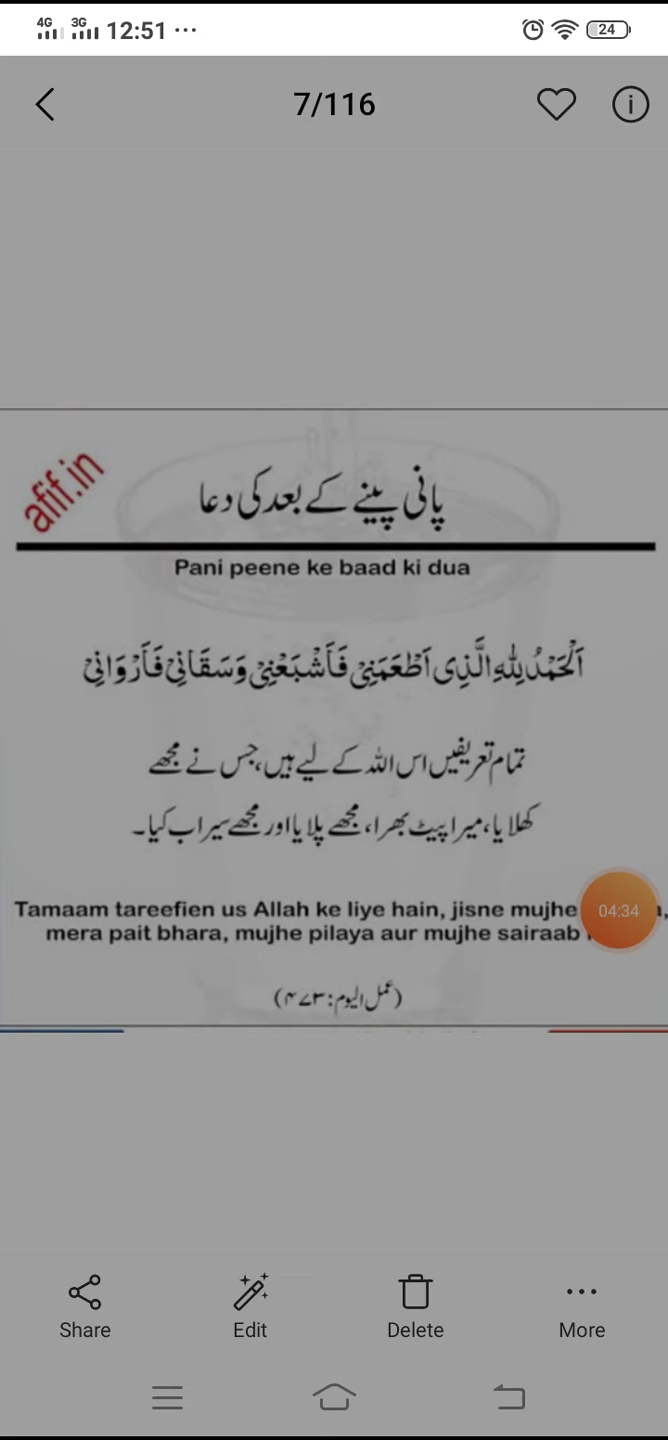 4G 3G 12:51 ... 24
7/116
afif.in
پانی پینے کے بعد کی دعا
Pani peene ke baad ki dua
اَلْحَمْدُ لِلّٰهِ الَّذِی اَطْعَمَنِیْ فَاَشْبَعْنِیْ وَسَقَانِیْ فَاَرْوَانِیْ
تمام تعریفیں اس اللہ کے لیے ہیں، جس نے مجھے
کھلایا، میرا پیٹ بھرا، مجھے پلایا اور مجھے سیراب کیا۔
Tamaam tareefien us Allah ke liye hain, jisne mujhe
04:34
mera pait bhara, mujhe pilaya aur mujhe sairaab
(عمل الیوم: ۴۷۳)
Share Edit Delete More